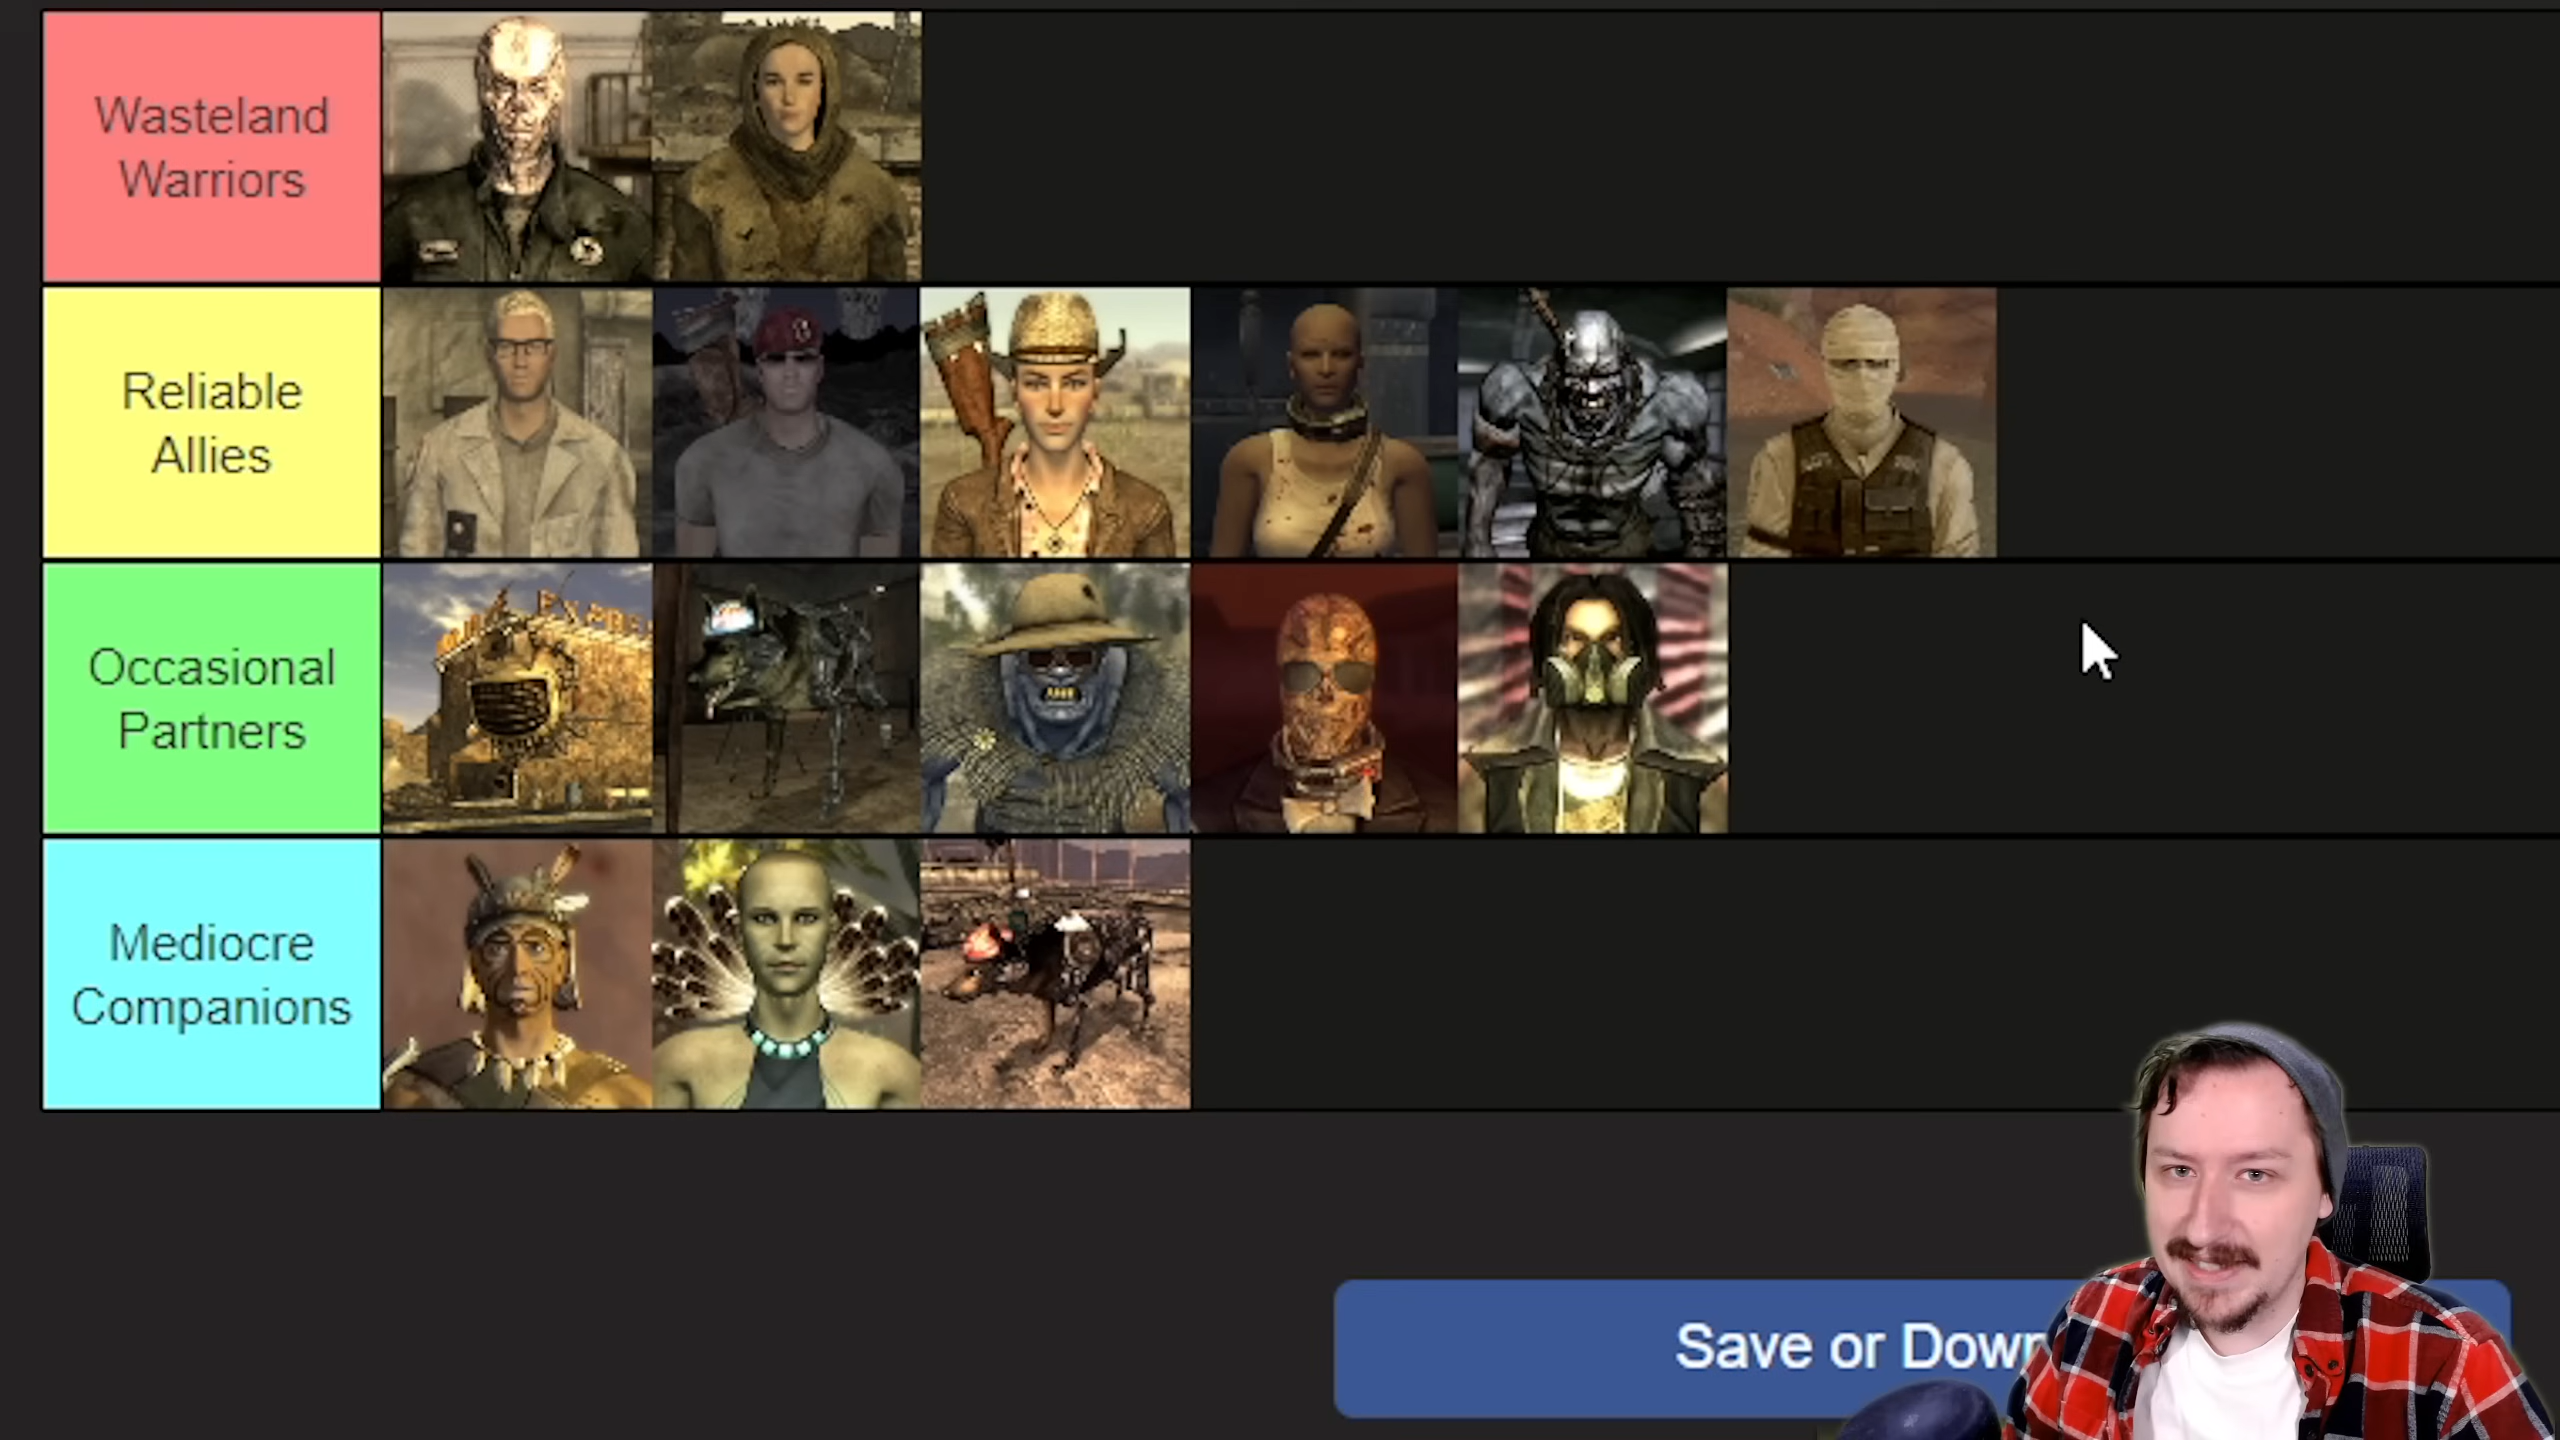 Wasteland
Warriors
Reliable
Allies
Occasional
Partners
Mediocre
Companions
Save or Down